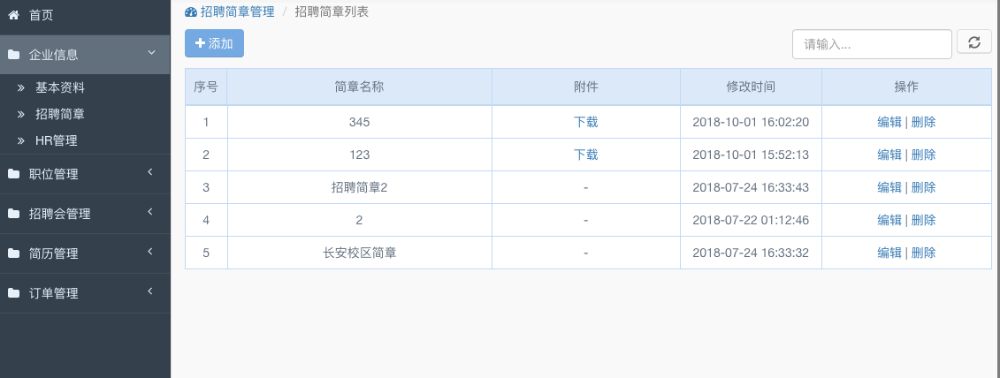 首页
企业信息
基本资料
招聘简章
HR管理
职位管理
招聘会管理
简历管理
订单管理
招聘简章管理 / 招聘简章列表
添加
请输入...
序号 简章名称 附件 修改时间 操作
1 345 下载 2018-10-01 16:02:20 编辑 | 删除
2 123 下载 2018-10-01 15:52:13 编辑 | 删除
3 招聘简章2 - 2018-07-24 16:33:43 编辑 | 删除
4 2 - 2018-07-22 01:12:46 编辑 | 删除
5 长安校区简章 - 2018-07-24 16:33:32 编辑 | 删除